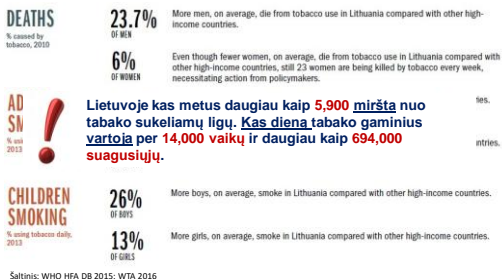 DEATHS
% caused by
tobacco, 2010
23.7%
OF MEN
More men, on average, die from tobacco use in Lithuania compared with other high-
income countries.
6%
OF WOMEN
Even though fewer women, on average, die from tobacco use in Lithuania compared with
other high-income countries, still 23 women are being killed by tobacco every week,
necessitating action from policymakers.
Lietuvoje kas metus daugiau kaip 5,900 miršta nuo
tabako sukeliamų ligų. Kas dieną tabako gaminius
vartoja per 14,000 vaikų ir daugiau kaip 694,000
suaugusiųjų.
AD
SM
2013
CHILDREN
SMOKING
% using tobacco daily,
2013
26%
OF BOYS
More boys, on average, smoke in Lithuania compared with other high-income countries.
13%
OF GIRLS
More girls, on average, smoke in Lithuania compared with other high-income countries.
Šaltinis: WHO HFA DB 2015; WTA 2016